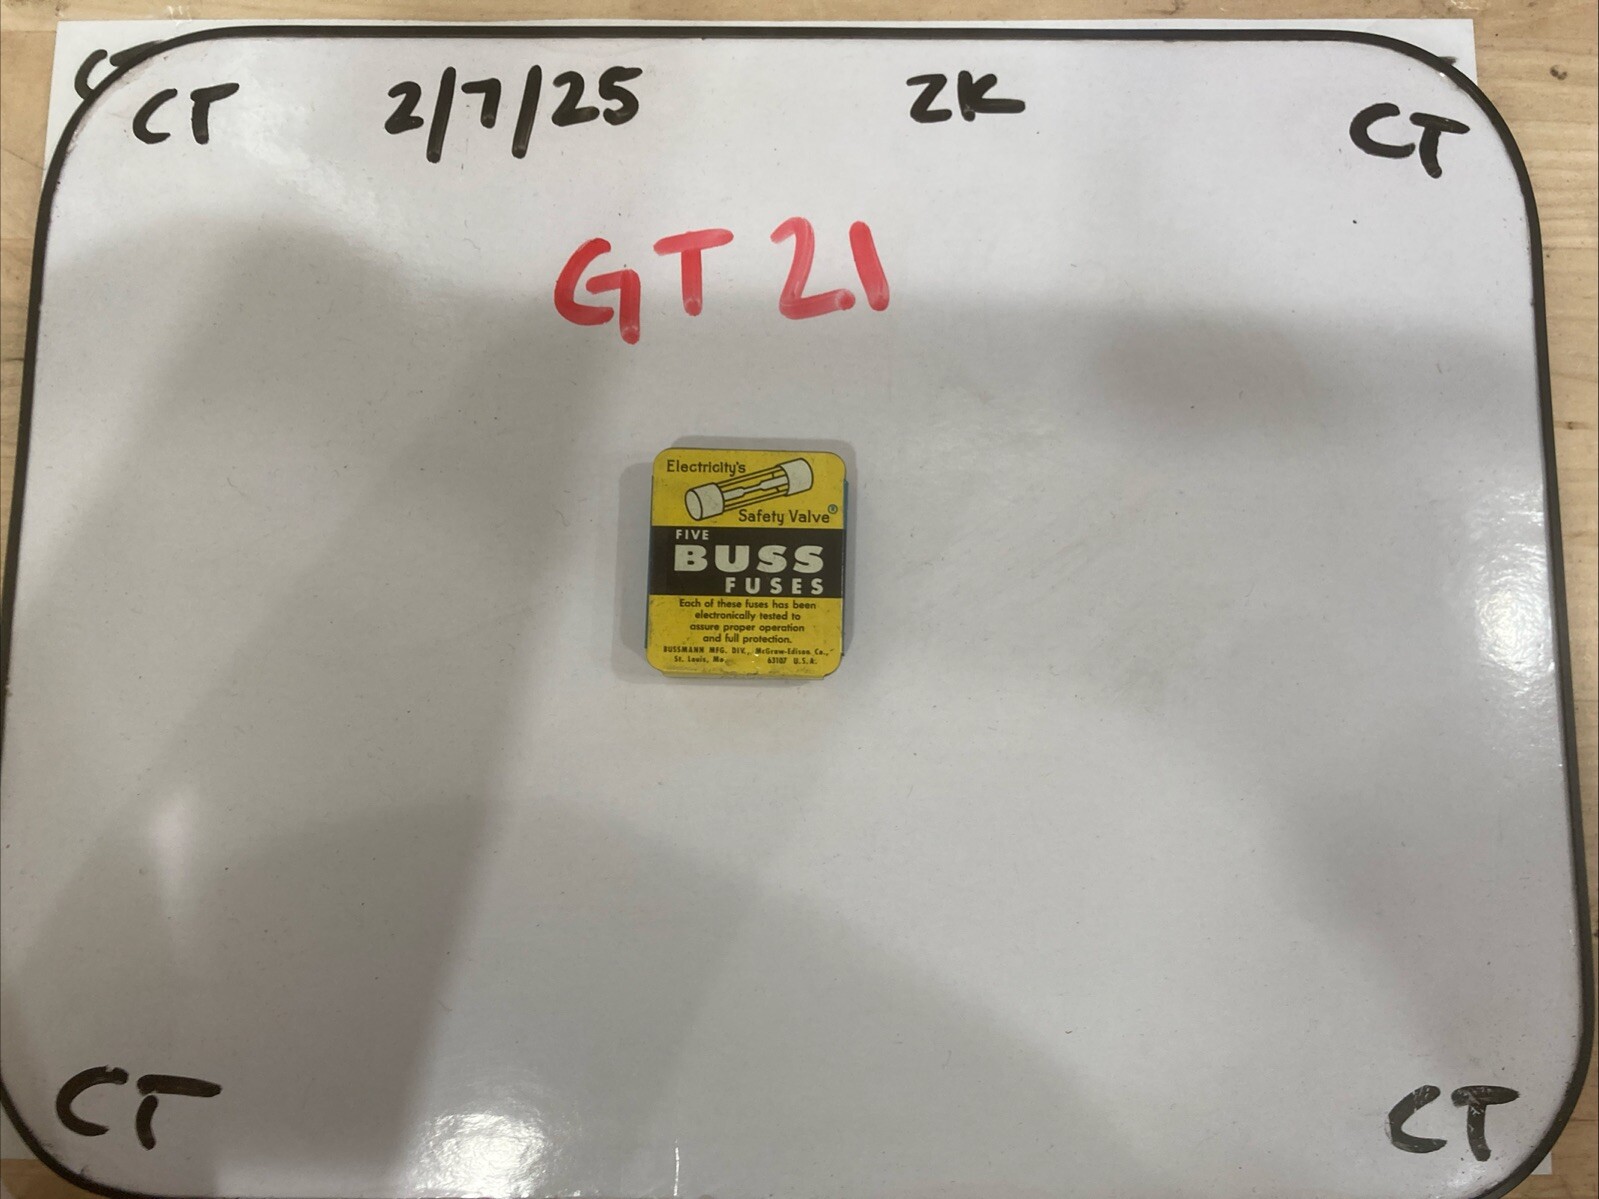 CT
CT 2/7/25 ZK CT
GT21
Electricity's
Safety Valve®
FIVE
BUSS
FUSES
Each of these fuses has been
electronically tested to
assure proper operation
and full protection.
BUSSMANN MFG. DIV., McGraw-Edison Co.,
St. Louis, Mo. 63107 U.S.A.
CT CT